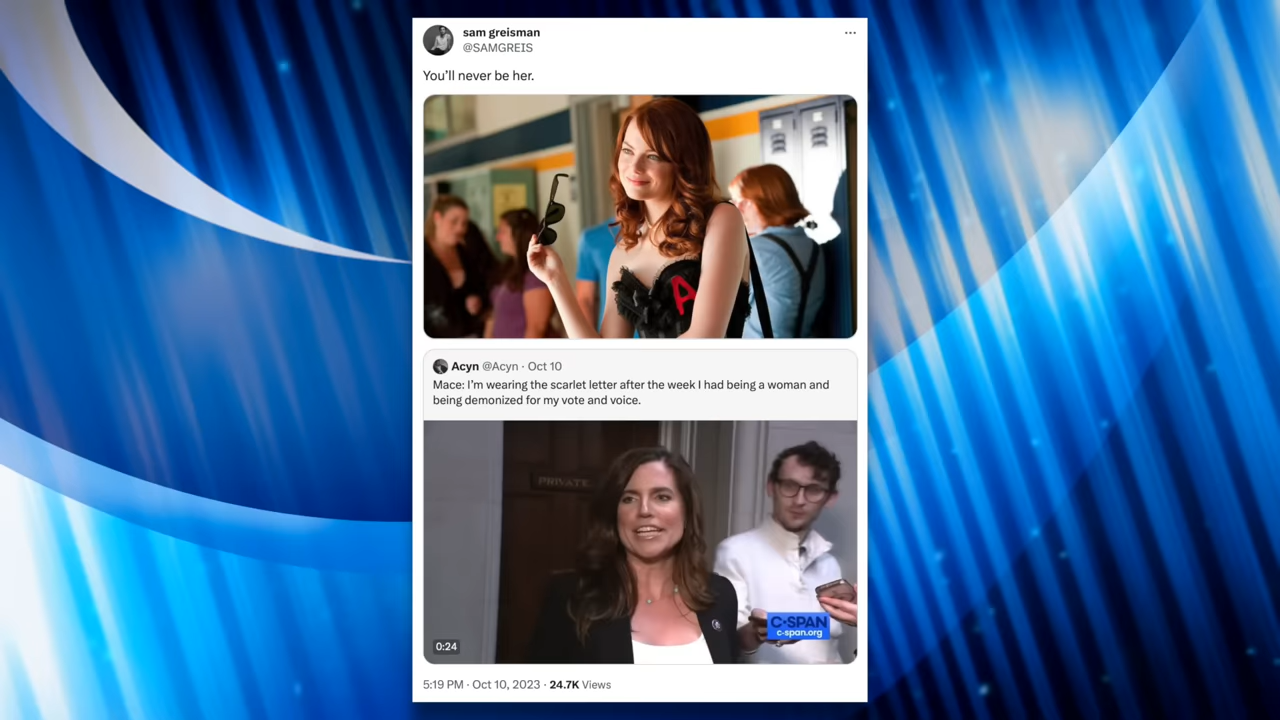 sam greisman
@SAMGREIS
You'll never be her.
A
Acyn @Acyn · Oct 10
Mace: I'm wearing the scarlet letter after the week I had being a woman and
being demonized for my vote and voice.
PRIVATE
C-SPAN
c-span.org
0:24
5:19 PM · Oct 10, 2023 · 24.7K Views